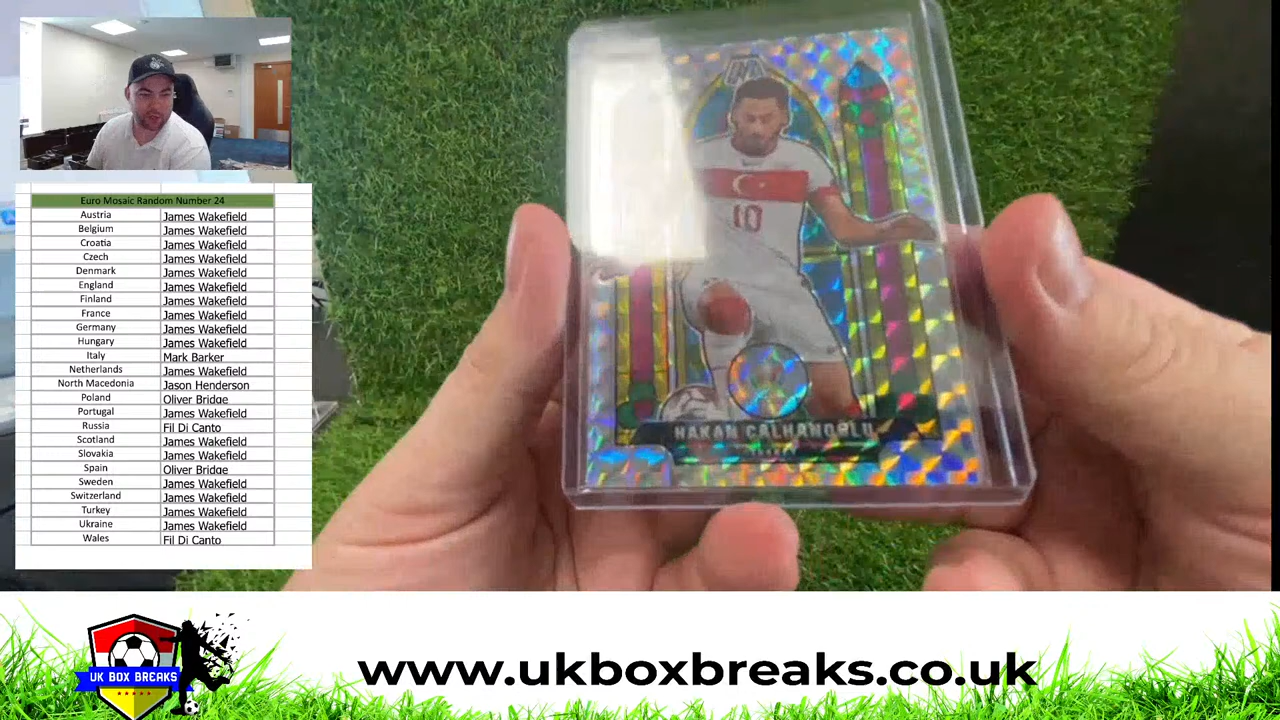 Euro Mosaic Random Number 24
Austria James Wakefield
Belgium James Wakefield
Croatia James Wakefield
Czech James Wakefield
Denmark James Wakefield
England James Wakefield
Finland James Wakefield
France James Wakefield
Germany James Wakefield
Hungary James Wakefield
Italy Mark Barker
Netherlands James Wakefield
North Macedonia Jason Henderson
Poland Oliver Bridge
Portugal James Wakefield
Russia Fil Di Canto
Scotland James Wakefield
Slovakia James Wakefield
Spain Oliver Bridge
Sweden James Wakefield
Switzerland James Wakefield
Turkey James Wakefield
Ukraine James Wakefield
Wales Fil Di Canto
10
HAKAN CALHANOGLU
UK BOX BREAKS
www.ukboxbreaks.co.uk